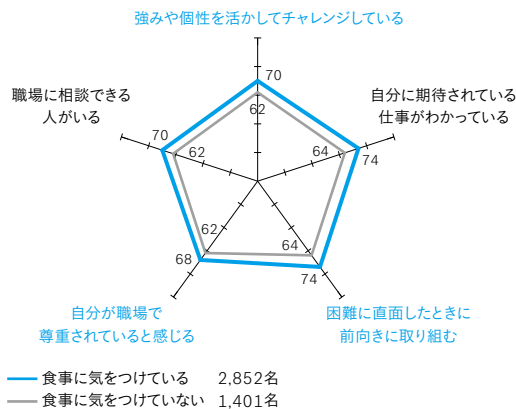 強みや個性を活かしてチャレンジしている
70
62
職場に相談できる
人がいる
70
62
自分に期待されている
仕事がわかっている
64
74
62
68
64
74
自分が職場で
尊重されていると感じる
困難に直面したときに
前向きに取り組む
食事に気をつけている 2,852名
食事に気をつけていない 1,401名